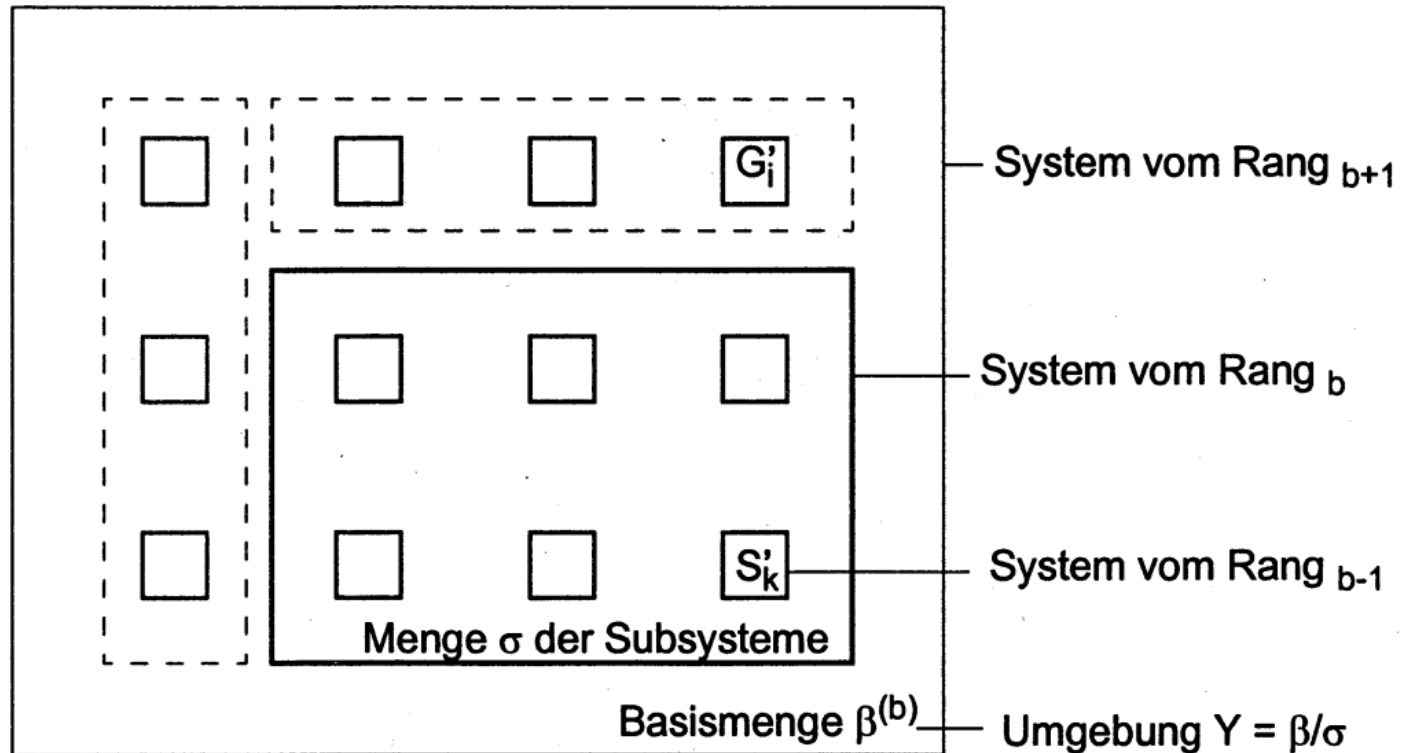 G'i
System vom Rang b+1
System vom Rang b
S'k
System vom Rang b-1
Menge σ der Subsysteme
Basismenge β(b)
Umgebung Y = β/σ